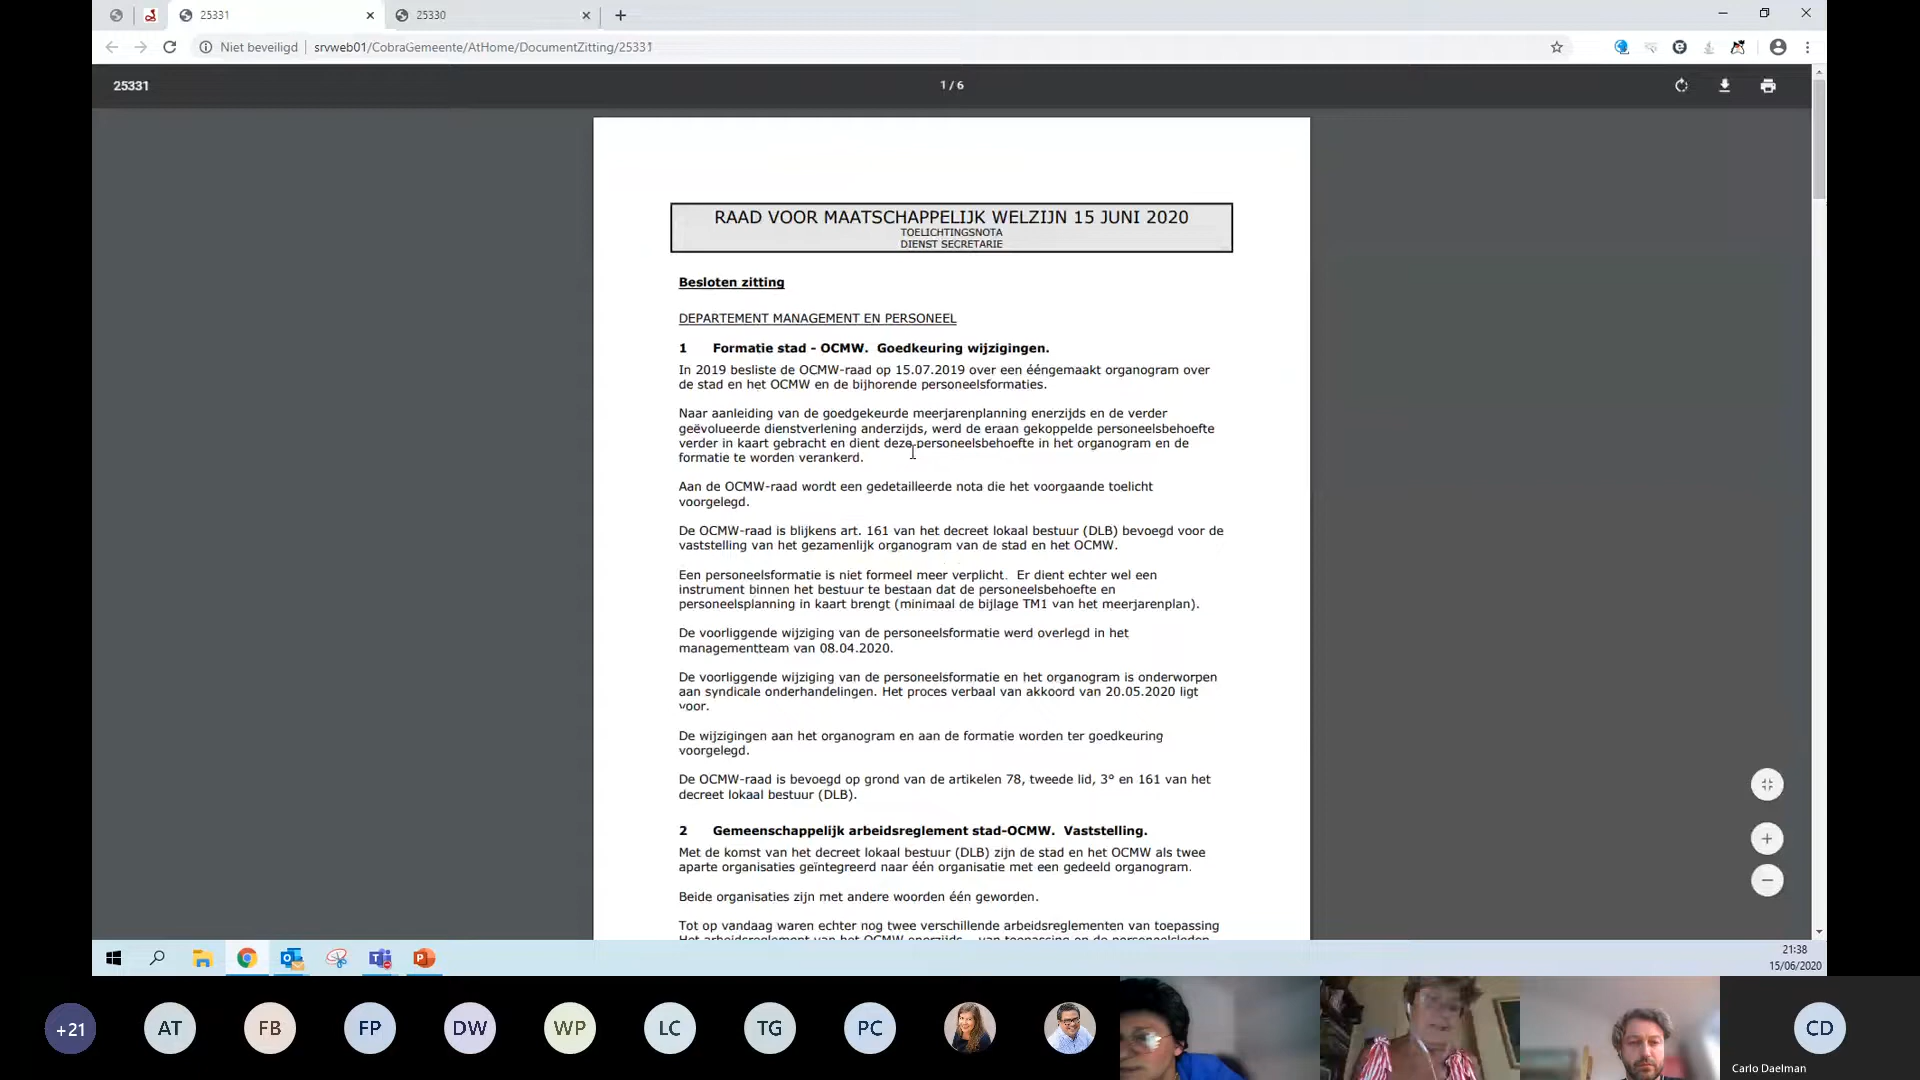 25331
25330
Niet beveiligd
srvweb01/CobraGemeente/AtHome/DocumentZitting/25331
25331
1 / 6
RAAD VOOR MAATSCHAPPELIJK WELZIJN 15 JUNI 2020
TOELICHTINGSNOTA
DIENST SECRETARIE
Besloten zitting
DEPARTEMENT MANAGEMENT EN PERSONEEL
1 Formatie stad - OCMW. Goedkeuring wijzigingen.
In 2019 besliste de OCMW-raad op 15.07.2019 over een ééngemaakt organogram over
de stad en het OCMW en de bijhorende personeelsformaties.
Naar aanleiding van de goedgekeurde meerjarenplanning enerzijds en de verder
geëvolueerde dienstverlening anderzijds, werd de eraan gekoppelde personeelsbehoefte
verder in kaart gebracht en dient deze personeelsbehoefte in het organogram en de
formatie te worden verankerd.
Aan de OCMW-raad wordt een gedetailleerde nota die het voorgaande toelicht
voorgelegd.
De OCMW-raad is blijkens art. 161 van het decreet lokaal bestuur (DLB) bevoegd voor de
vaststelling van het gezamenlijk organogram van de stad en het OCMW.
Een personeelsformatie is niet formeel meer verplicht. Er dient echter wel een
instrument binnen het bestuur te bestaan dat de personeelsbehoefte en
personeelsplanning in kaart brengt (minimaal de bijlage TM1 van het meerjarenplan).
De voorliggende wijziging van de personeelsformatie werd overlegd in het
managementteam van 08.04.2020.
De voorliggende wijziging van de personeelsformatie en het organogram is onderworpen
aan syndicale onderhandelingen. Het proces verbaal van akkoord van 20.05.2020 ligt
voor.
De wijzigingen aan het organogram en aan de formatie worden ter goedkeuring
voorgelegd.
De OCMW-raad is bevoegd op grond van de artikelen 78, tweede lid, 3° en 161 van het
decreet lokaal bestuur (DLB).
2 Gemeenschappelijk arbeidsreglement stad-OCMW. Vaststelling.
Met de komst van het decreet lokaal bestuur (DLB) zijn de stad en het OCMW als twee
aparte organisaties geïntegreerd naar één organisatie met een gedeeld organogram.
Beide organisaties zijn met andere woorden één geworden.
Tot op vandaag waren echter nog twee verschillende arbeidsreglementen van toepassing
Het arbeidsreglement van het OCMW enerzijds - van toepassing op de personeelsleden
21:38
15/06/2020
+21
AT
FB
FP
DW
WP
LC
TG
PC
CD
Carlo Daelman